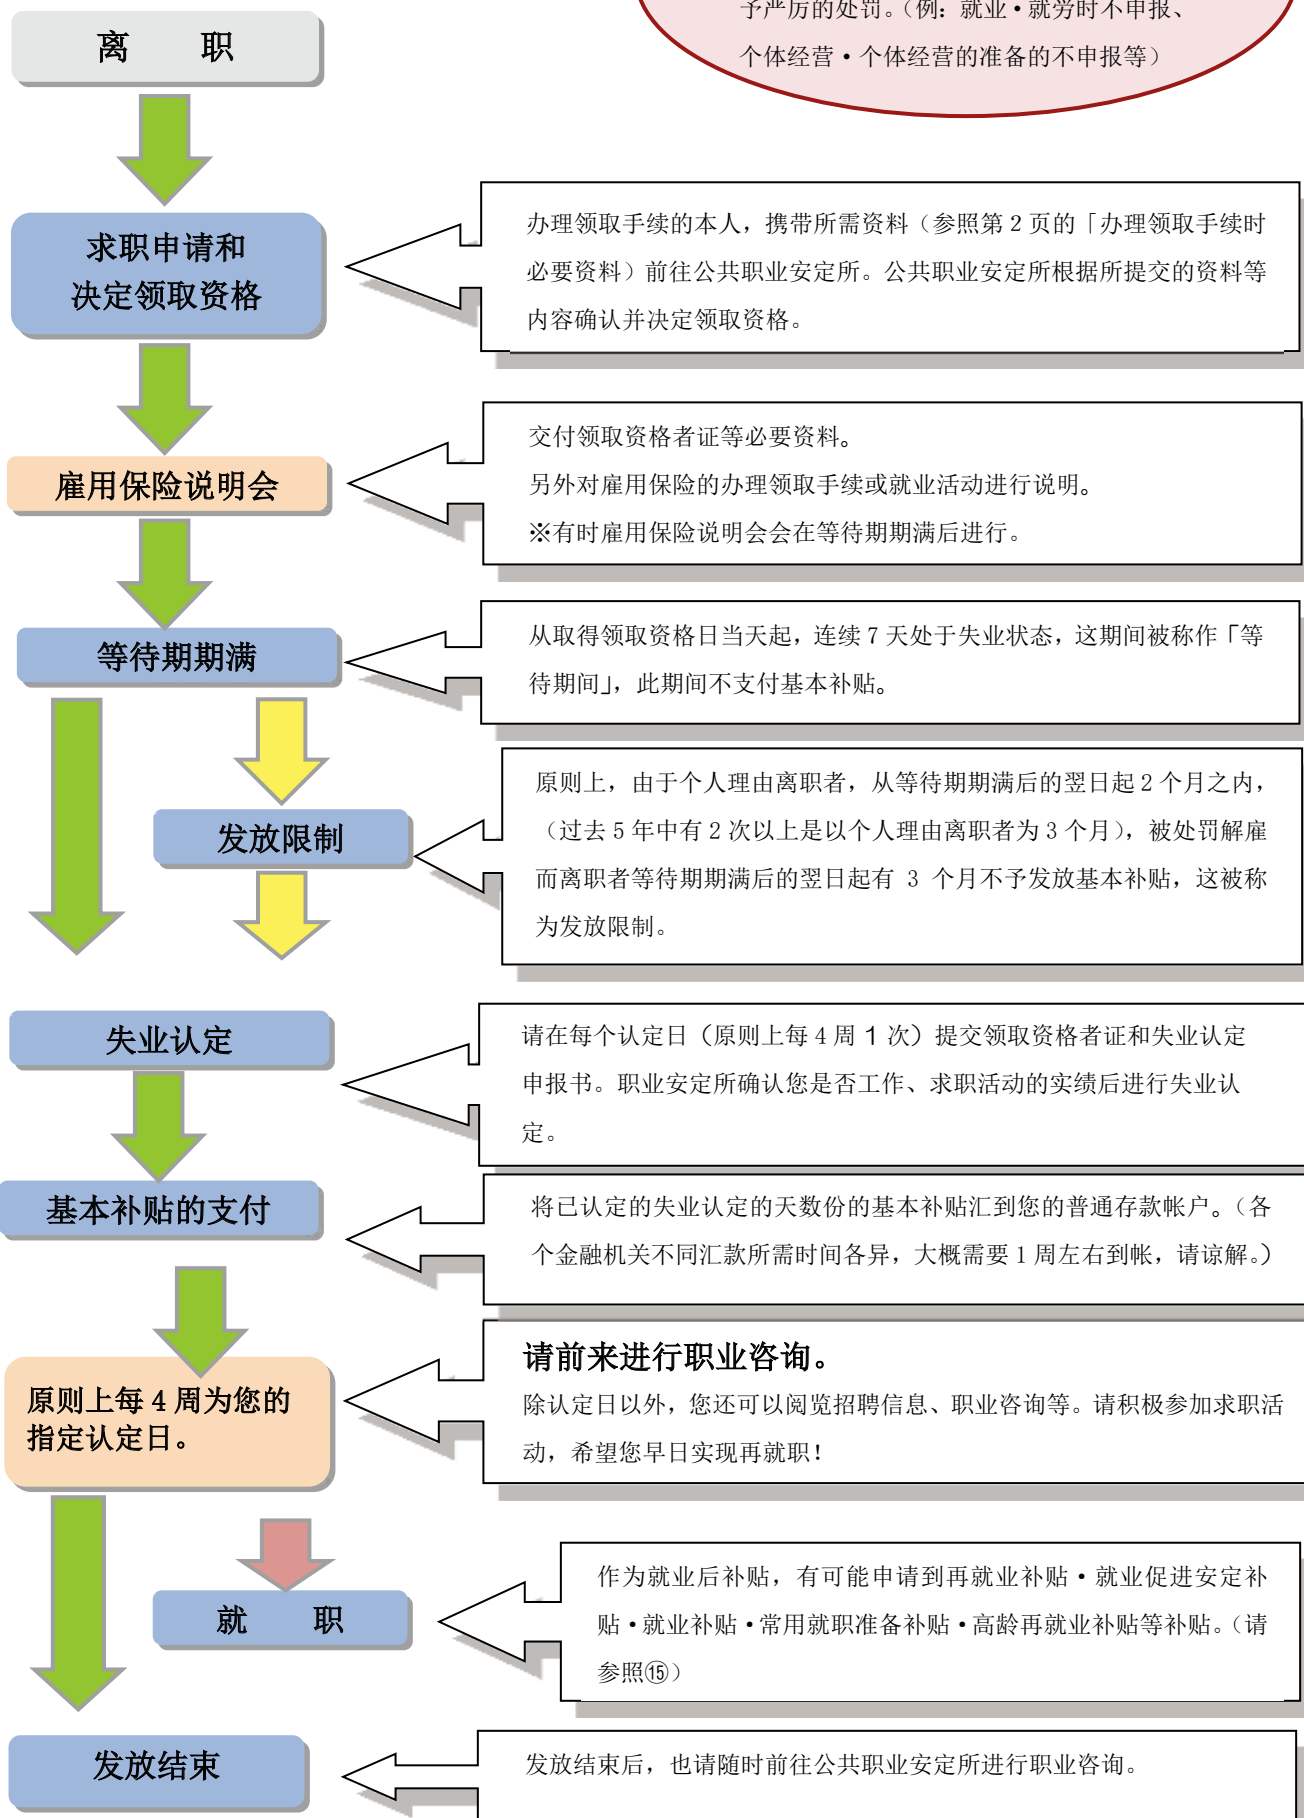 予严厉的处罚。（例：就业・就劳时不申报、
个体经营・个体经营的准备的不申报等）
离 职
求职申请和
决定领取资格
办理领取手续的本人，携带所需资料（参照第 2 页的「办理领取手续时
必要资料）前往公共职业安定所。公共职业安定所根据所提交的资料等
内容确认并决定领取资格。
雇用保险说明会
交付领取资格者证等必要资料。
另外对雇用保险的办理领取手续或就业活动进行说明。
※有时雇用保险说明会会在等待期期满后进行。
等待期期满
从取得领取资格日当天起，连续 7 天处于失业状态，这期间被称作「等
待期间」，此期间不支付基本补贴。
发放限制
原则上，由于个人理由离职者，从等待期期满后的翌日起 2 个月之内，
（过去 5 年中有 2 次以上是以个人理由离职者为 3 个月），被处罚解雇
而离职者等待期期满后的翌日起有 3 个月不予发放基本补贴，这被称
为发放限制。
失业认定
请在每个认定日（原则上每 4 周 1 次）提交领取资格者证和失业认定
申报书。职业安定所确认您是否工作、求职活动的实绩后进行失业认
定。
基本补贴的支付
将已认定的失业认定的天数份的基本补贴汇到您的普通存款帐户。（各
个金融机关不同汇款所需时间各异，大概需要 1 周左右到帐，请谅解。）
原则上每 4 周为您的
指定认定日。
请前来进行职业咨询。
除认定日以外，您还可以阅览招聘信息、职业咨询等。请积极参加求职活
动，希望您早日实现再就职！
就 职
作为就业后补贴，有可能申请到再就业补贴・就业促进安定补
贴・就业补贴・常用就职准备补贴・高龄再就业补贴等补贴。（请
参照⑮）
发放结束
发放结束后，也请随时前往公共职业安定所进行职业咨询。